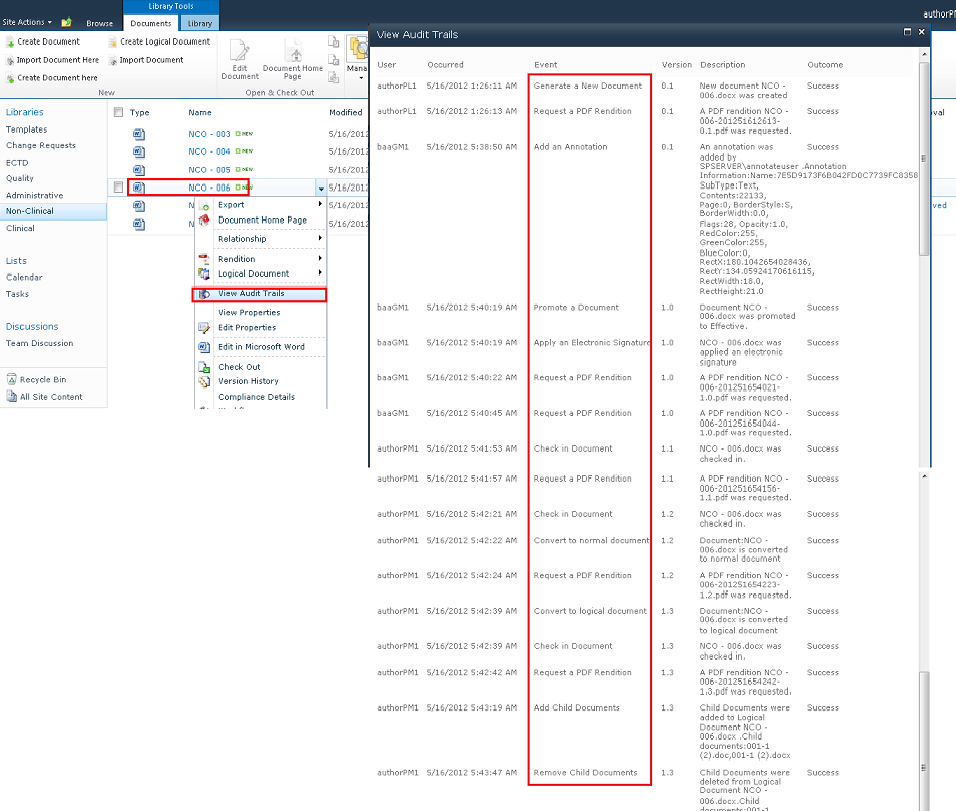 Library Tools
authorPM
Site Actions
Browse
Documents
Library
Create Document
Import Document Here
Create Document here
Create Logical Document
Import Document
New
Edit
Document
Document Home
Page
Mana
Open & Check Out
Libraries
Templates
Change Requests
ECTD
Quality
Administrative
Non-Clinical
Clinical
Lists
Calendar
Tasks
Discussions
Team Discussion
Recycle Bin
All Site Content
Type Name Modified
NCO - 003 NEW 5/16/2012
NCO - 004 NEW 5/16/2012
NCO - 005 NEW 5/16/2012
NCO - 006 NEW 5/16/2012
N 5/16/2012
N 5/16/2012
oval
ved
Export
Document Home Page
Relationship
Rendition
Logical Document
View Audit Trails
View Properties
Edit Properties
Edit in Microsoft Word
Check Out
Version History
Compliance Details
View Audit Trails
User Occurred Event Version Description Outcome
authorPL1 5/16/2012 1:26:11 AM Generate a New Document 0.1 New document NCO - Success
006.docx was created
authorPL1 5/16/2012 1:26:13 AM Request a PDF Rendition 0.1 A PDF rendition NCO - Success
006-201251612613-
0.1.pdf was requested.
baaGM1 5/16/2012 5:38:50 AM Add an Annotation 0.1 An annotation was Success
added by
SPSERVER\annotateuser .Annotation
Information:Name:7E5D9173F6B042FD0C7739FC8358
SubType:Text,
Contents:22133,
Page:0, BorderStyle:S,
BorderWidth:0.0,
Flags:28, Opacity:1.0,
RedColor:255,
GreenColor:255,
BlueColor:0,
RectX:180.1042654028436,
RectY:134.05924170616115,
RectWidth:18.0,
RectHeight:21.0
baaGM1 5/16/2012 5:40:19 AM Promote a Document 1.0 Document NCO - Success
006.docx was promoted
to Effective.
baaGM1 5/16/2012 5:40:19 AM Apply an Electronic Signature 1.0 NCO - 006.docx was Success
applied an electronic
signature
baaGM1 5/16/2012 5:40:22 AM Request a PDF Rendition 1.0 A PDF rendition NCO - Success
006-201251654021-
1.0.pdf was requested.
baaGM1 5/16/2012 5:40:45 AM Request a PDF Rendition 1.0 A PDF rendition NCO - Success
006-201251654044-
1.0.pdf was requested.
authorPM1 5/16/2012 5:41:53 AM Check in Document 1.1 NCO - 006.docx was Success
checked in.
authorPM1 5/16/2012 5:41:57 AM Request a PDF Rendition 1.1 A PDF rendition NCO - Success
006-201251654156-
1.1.pdf was requested.
authorPM1 5/16/2012 5:42:21 AM Check in Document 1.2 NCO - 006.docx was Success
checked in.
authorPM1 5/16/2012 5:42:22 AM Convert to normal document 1.2 Document:NCO - Success
006.docx is converted
to normal document
authorPM1 5/16/2012 5:42:24 AM Request a PDF Rendition 1.2 A PDF rendition NCO - Success
006-201251654223-
1.2.pdf was requested.
authorPM1 5/16/2012 5:42:39 AM Convert to logical document 1.3 Document:NCO - Success
006.docx is converted
to logical document
authorPM1 5/16/2012 5:42:39 AM Check in Document 1.3 NCO - 006.docx was Success
checked in.
authorPM1 5/16/2012 5:42:42 AM Request a PDF Rendition 1.3 A PDF rendition NCO - Success
006-201251654242-
1.3.pdf was requested.
authorPM1 5/16/2012 5:43:19 AM Add Child Documents 1.3 Child Documents were Success
added to Logical
Document NCO -
006.docx .Child
documents:001-1
(2).doc,001-1 (2).docx
authorPM1 5/16/2012 5:43:47 AM Remove Child Documents 1.3 Child Documents were Success
deleted from Logical
Document NCO -
006.docx.Child
documents:001-1